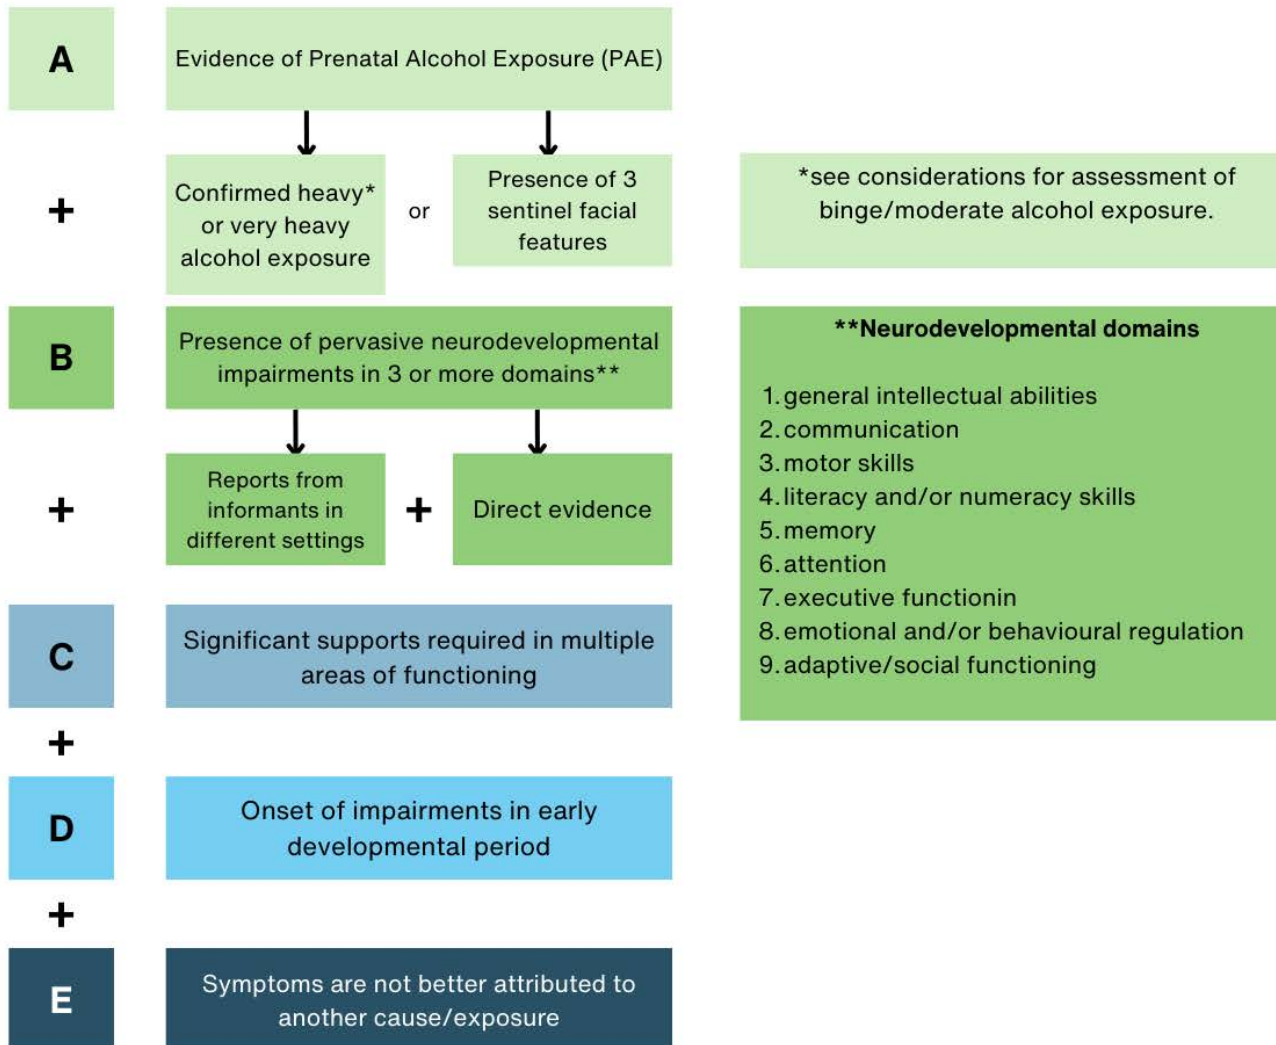 A
Evidence of Prenatal Alcohol Exposure (PAE)
+
Confirmed heavy*
or very heavy
alcohol exposure
or
Presence of 3
sentinel facial
features
*see considerations for assessment of
binge/moderate alcohol exposure.
B
Presence of pervasive neurodevelopmental
impairments in 3 or more domains**
+
Reports from
informants in
different settings
+
Direct evidence
**Neurodevelopmental domains
1. general intellectual abilities
2. communication
3. motor skills
4. literacy and/or numeracy skills
5. memory
6. attention
7. executive functionin
8. emotional and/or behavioural regulation
9. adaptive/social functioning
C
Significant supports required in multiple
areas of functioning
+
D
Onset of impairments in early
developmental period
+
E
Symptoms are not better attributed to
another cause/exposure